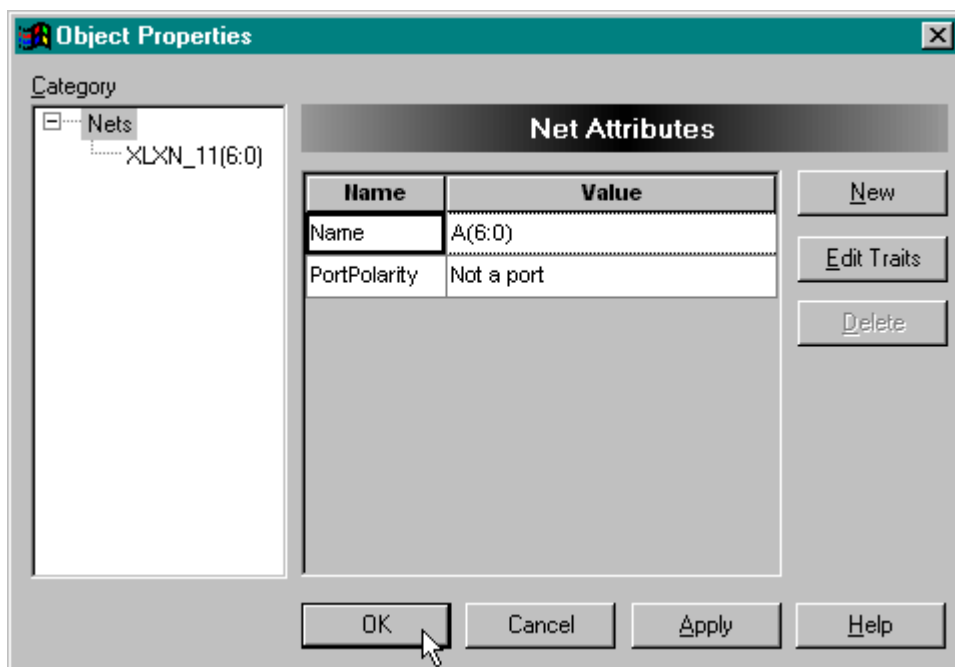 Object Properties
Category
Nets
XLXN_11(6:0)
Net Attributes
Name Value
Name A(6:0)
PortPolarity Not a port
New
Edit Traits
Delete
OK Cancel Apply Help